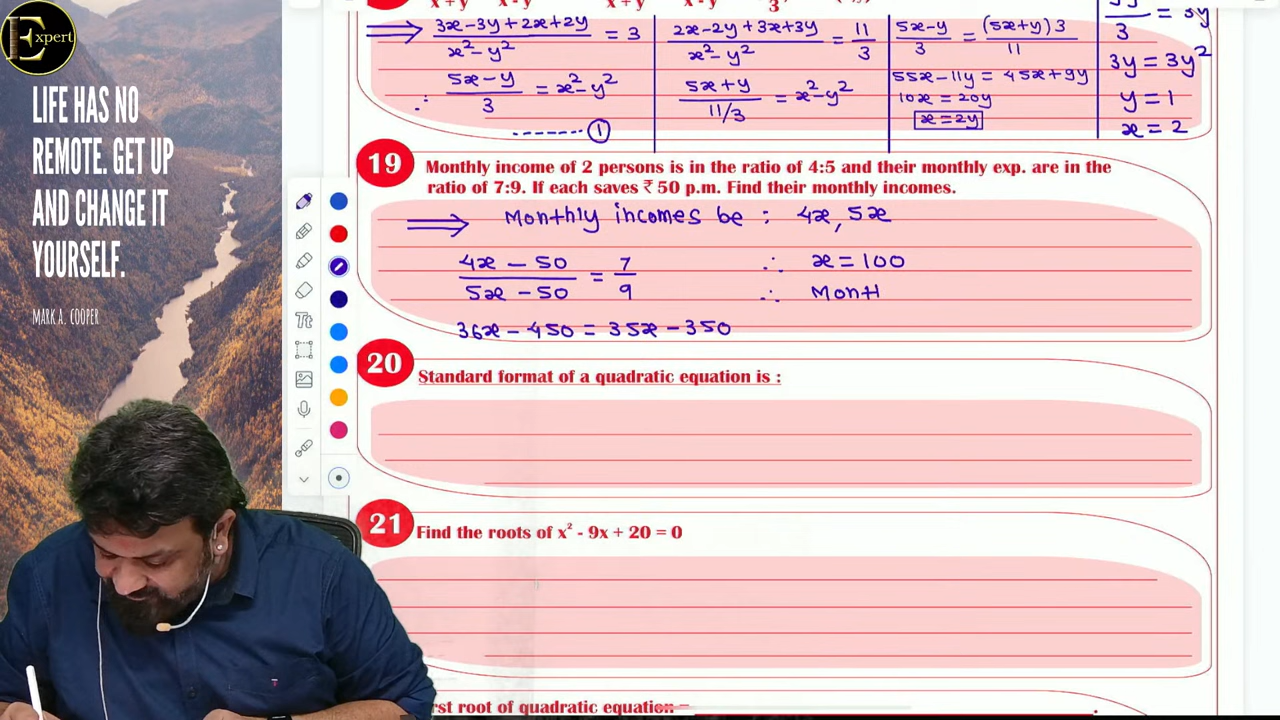 Expert
LIFE HAS NO
REMOTE. GET UP
AND CHANGE IT
YOURSELF.
MARK A. COOPER
3x-3y+2x+2y / x²-y² = 3
∴ 5x-y / 3 = x²-y²
------- ①
2x-2y+3x+3y / x²-y² = 11/3
5x+y / 11/3 = x²-y²
5x-y / 3 = (5x+y)3 / 11
55x-11y = 45x+9y
10x = 20y
x=2y
3y = 3y²
y=1
x=2
19
Monthly income of 2 persons is in the ratio of 4:5 and their monthly exp. are in the
ratio of 7:9. If each saves ₹ 50 p.m. Find their monthly incomes.
⟹ Monthly incomes be : 4x, 5x
4x - 50 / 5x - 50 = 7/9
∴ x = 100
∴ Month
36x - 450 = 35x - 350
20
Standard format of a quadratic equation is :
21
Find the roots of x² - 9x + 20 = 0
root of quadratic equation =